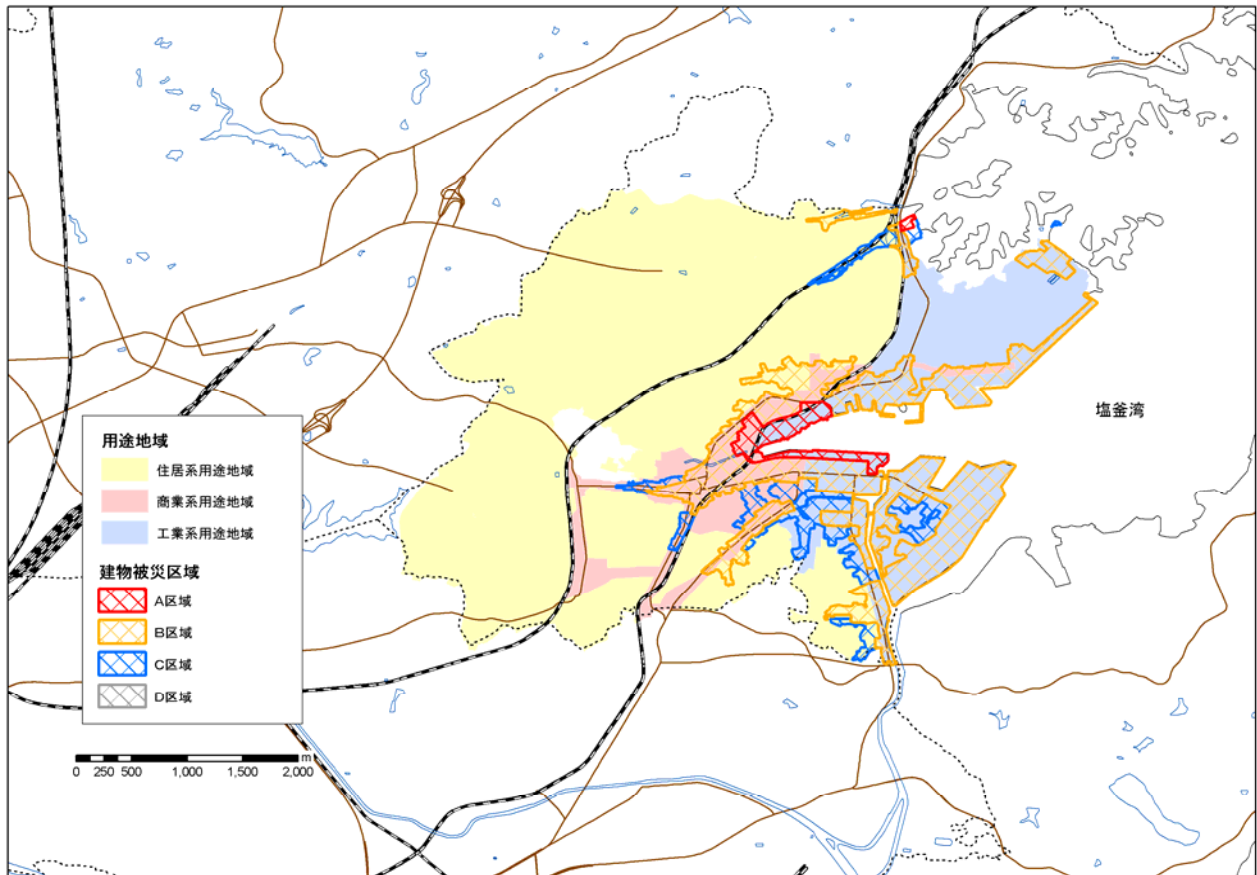 塩釜湾
用途地域
住居系用途地域
商業系用途地域
工業系用途地域
建物被災区域
A区域
B区域
C区域
D区域
m
0 250 500 1,000 1,500 2,000